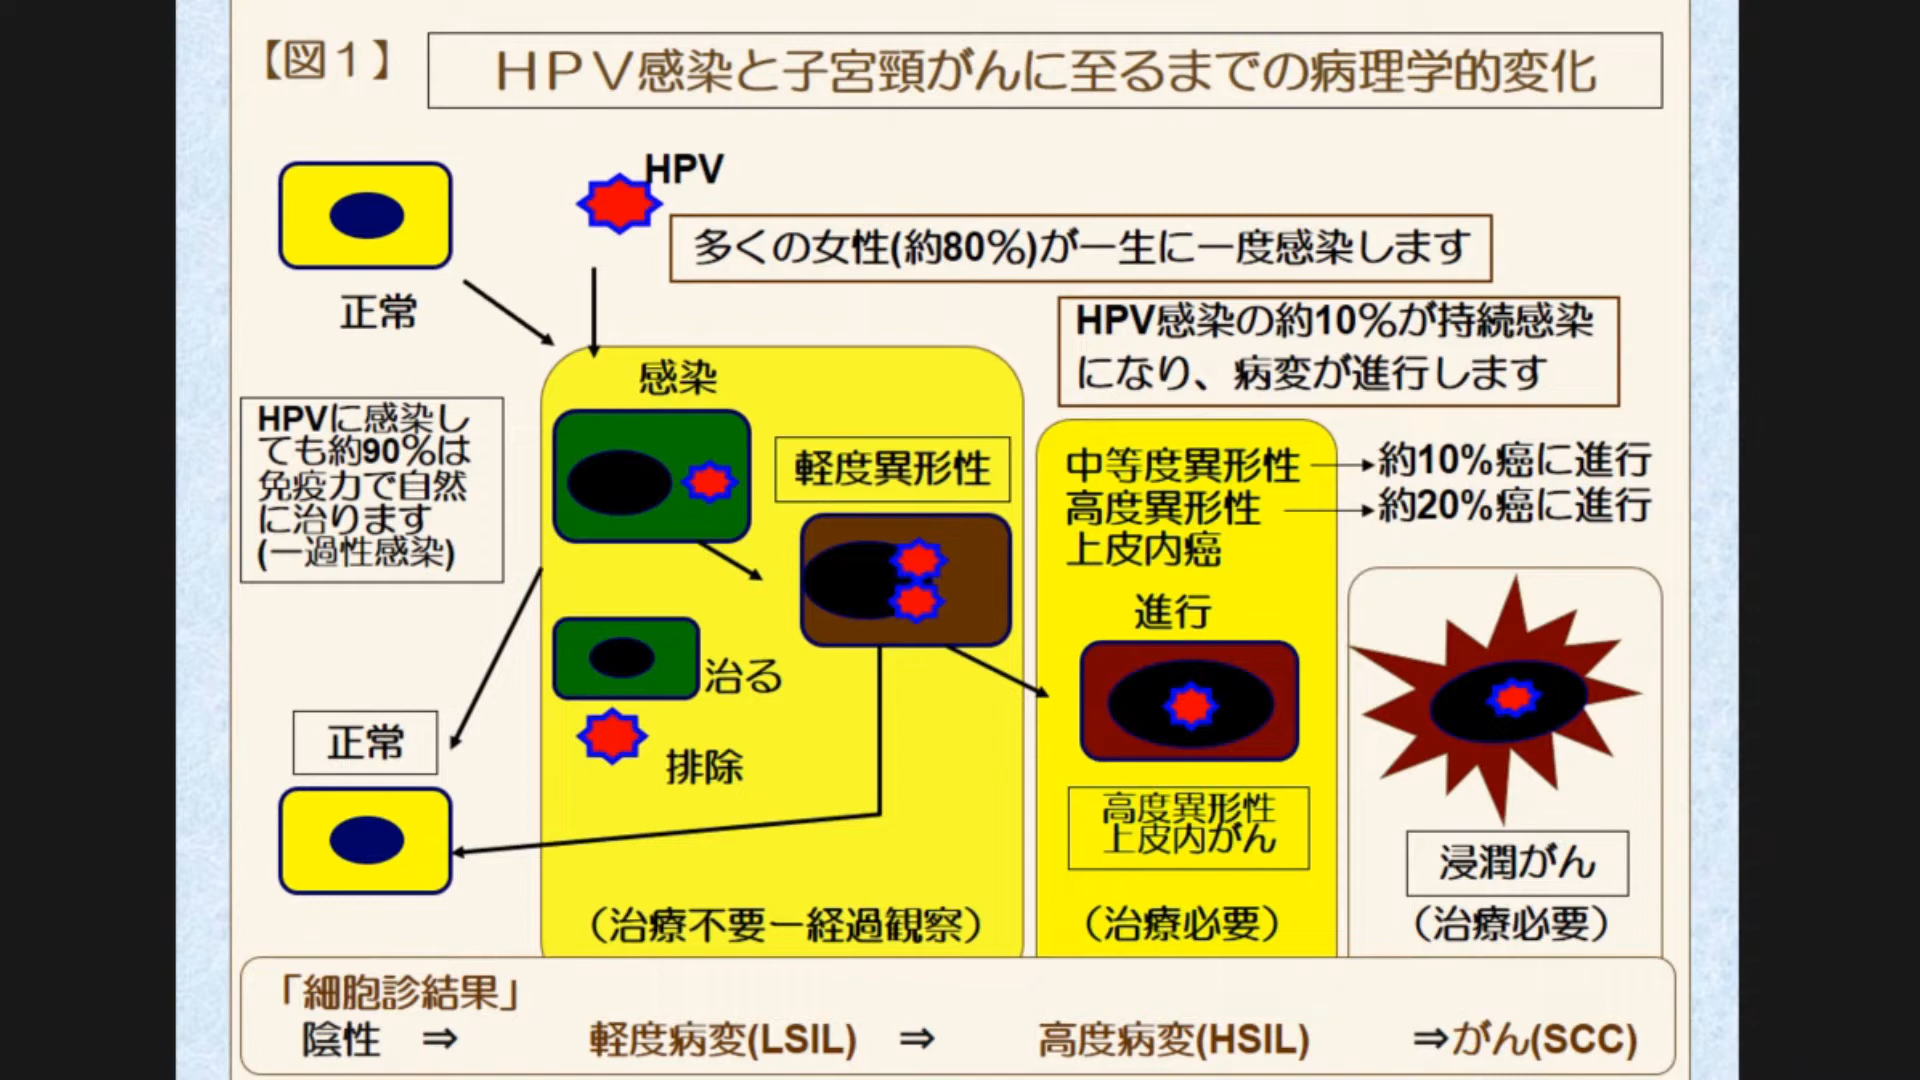 【図１】
ＨＰＶ感染と子宮頸がんに至るまでの病理学的変化
HPV
多くの女性(約80％)が一生に一度感染します
正常
HPV感染の約10％が持続感染
になり、病変が進行します
感染
HPVに感染し
ても約90％は
免疫力で自然
に治ります
(一過性感染)
軽度異形性
中等度異形性
約10%癌に進行
高度異形性
約20%癌に進行
上皮内癌
進行
治る
正常
排除
高度異形性
上皮内がん
浸潤がん
（治療不要ー経過観察）
（治療必要）
（治療必要）
「細胞診結果」
陰性　⇒　軽度病変(LSIL)　⇒　高度病変(HSIL)　⇒がん(SCC)